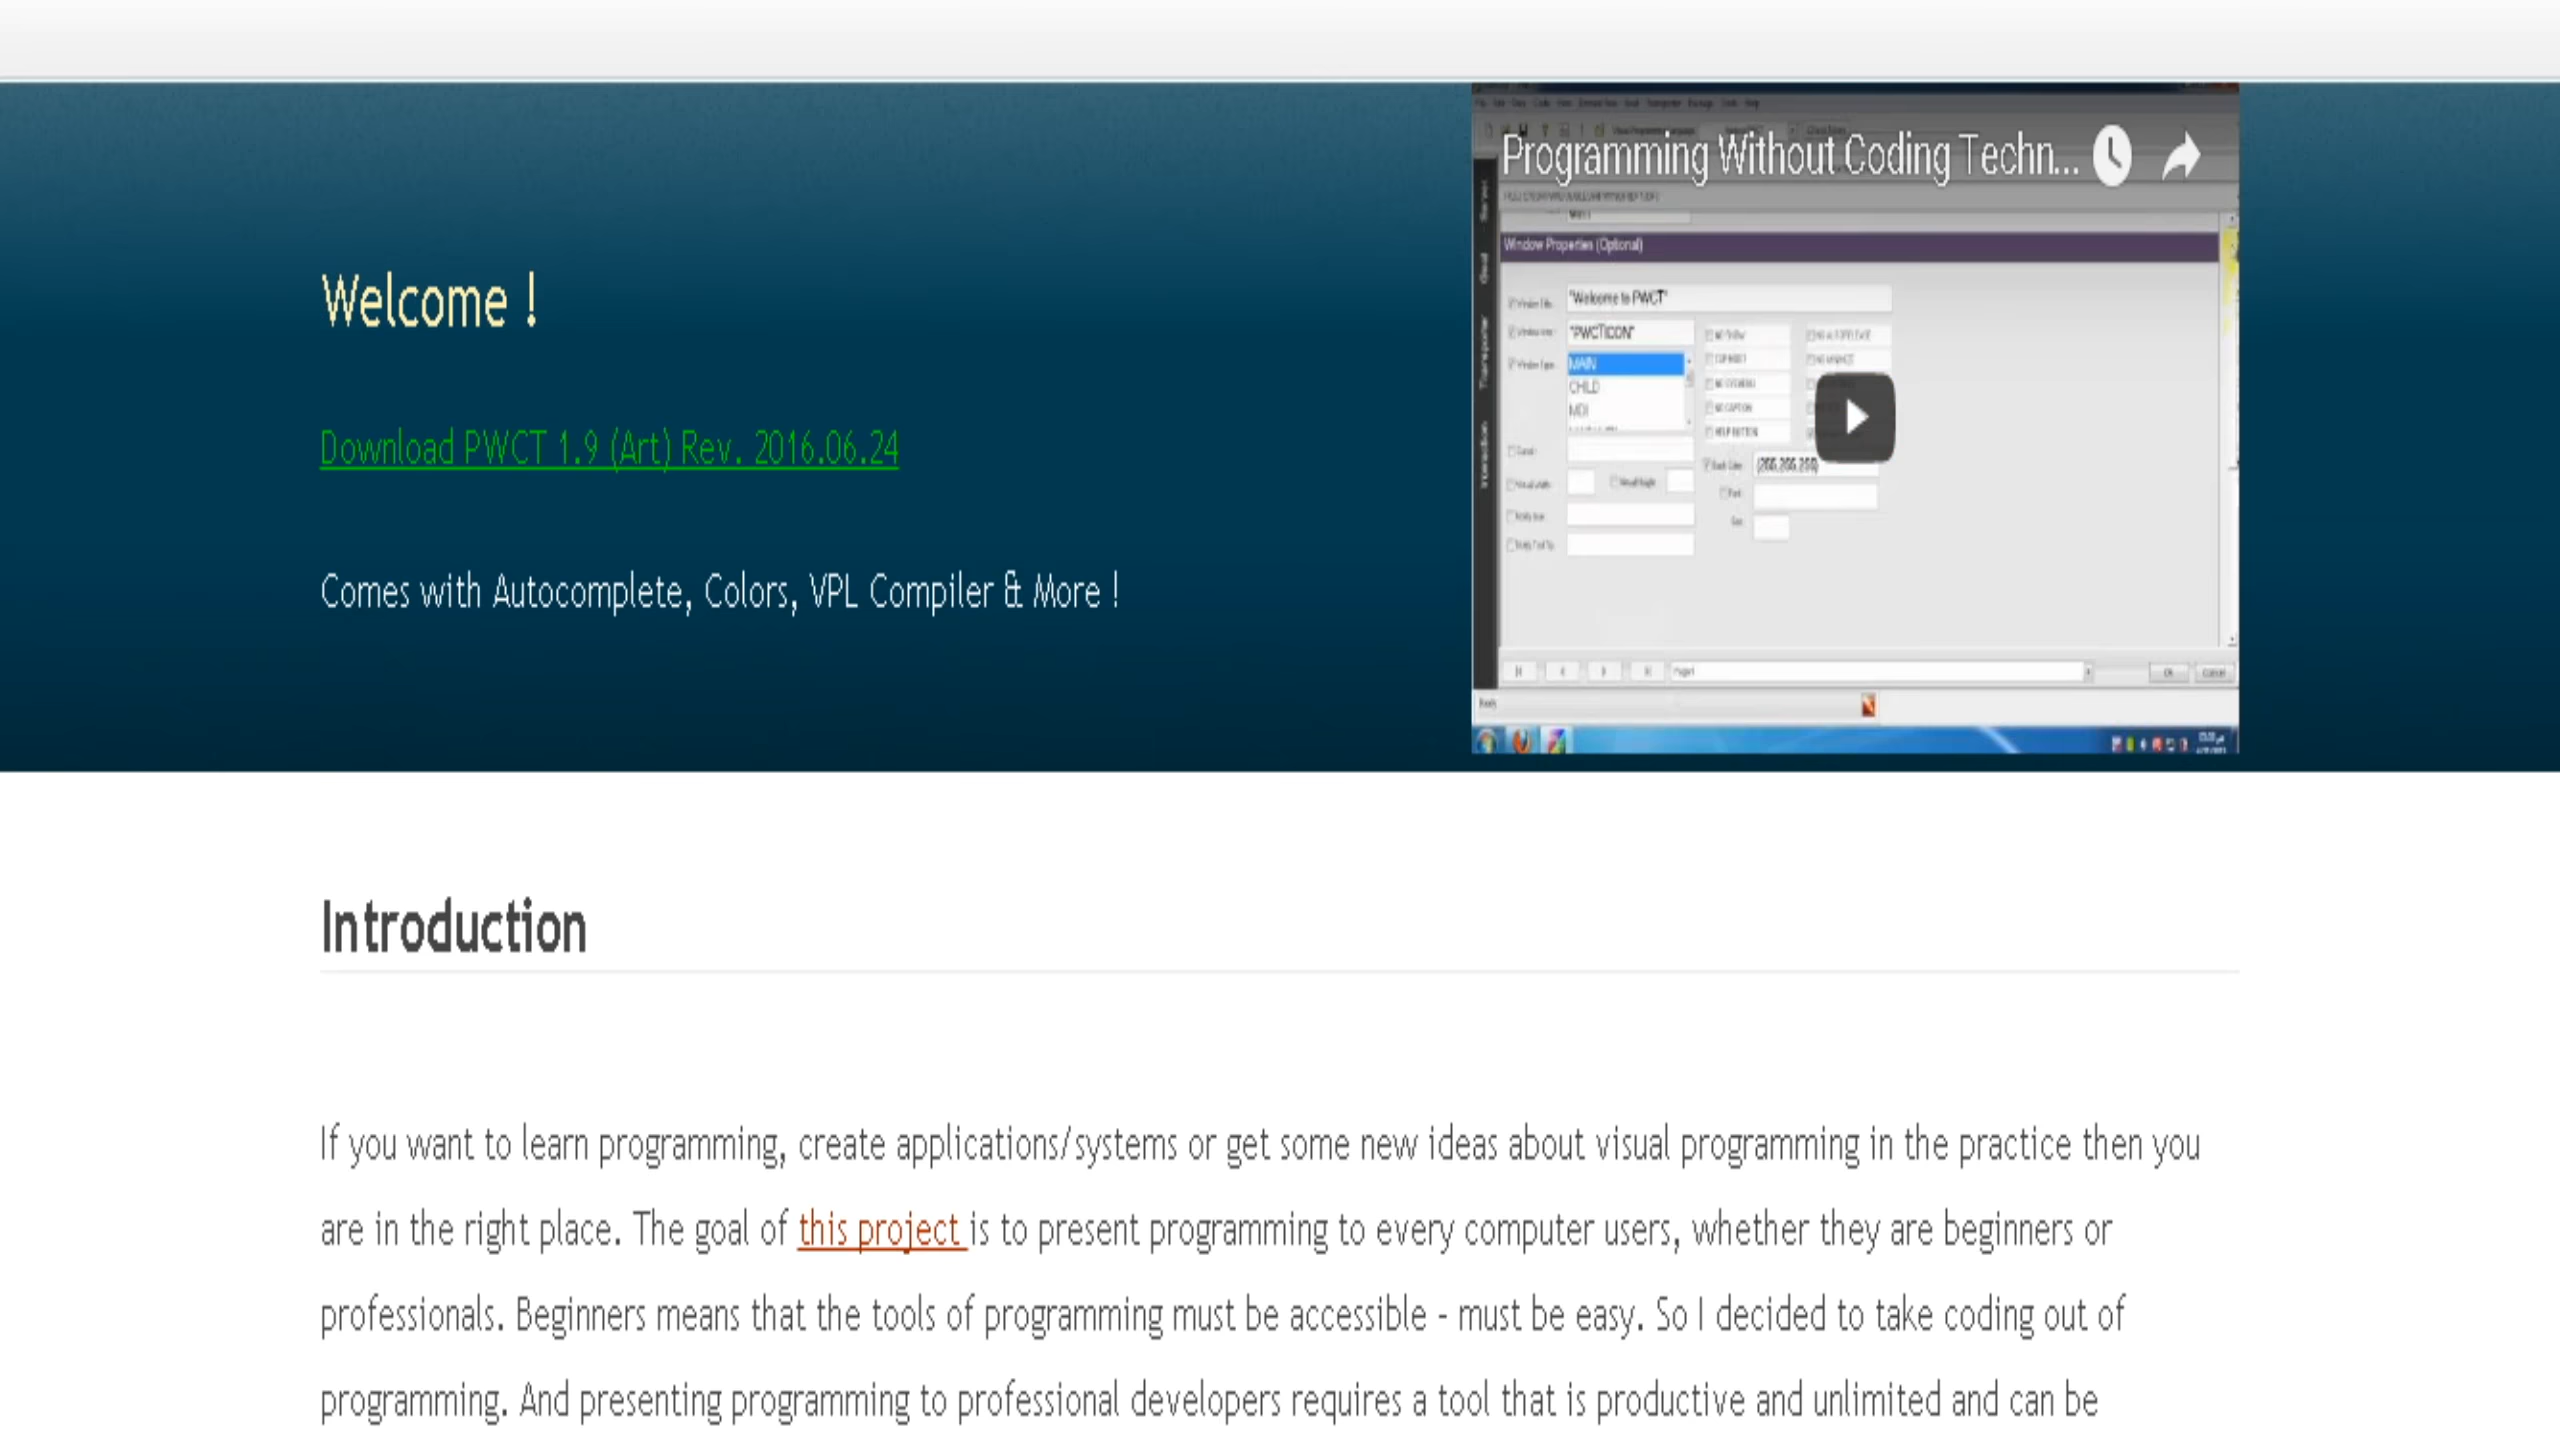 Programming Without Coding Techn...
Window Properties (Optional)
"Welcome to PWCT"
"PWCTICON"
MAIN
CHILD
MDI
(255,255,255)
Welcome !
Download PWCT 1.9 (Art) Rev. 2016.06.24
Comes with Autocomplete, Colors, VPL Compiler & More !
Introduction
If you want to learn programming, create applications/systems or get some new ideas about visual programming in the practice then you
are in the right place. The goal of this project is to present programming to every computer users, whether they are beginners or
professionals. Beginners means that the tools of programming must be accessible - must be easy. So I decided to take coding out of
programming. And presenting programming to professional developers requires a tool that is productive and unlimited and can be